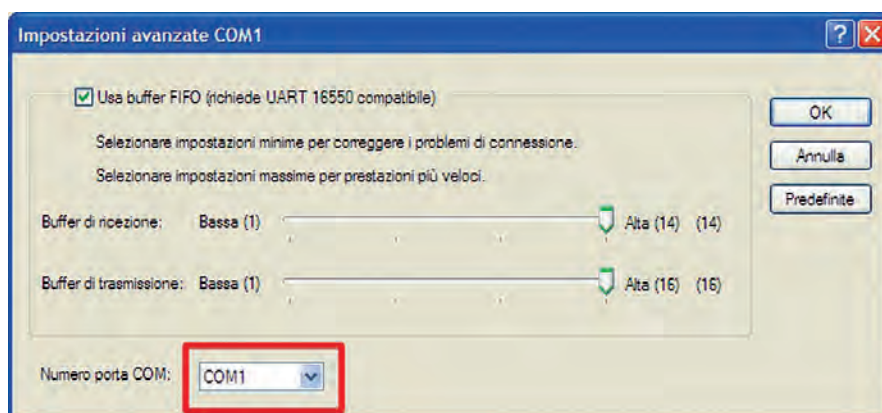 Impostazioni avanzate COM1
Usa buffer FIFO (richiede UART 16550 compatibile)
OK
Selezionare impostazioni minime per correggere i problemi di connessione.
Annulla
Selezionare impostazioni massime per prestazioni più veloci.
Predefinite
Buffer di ricezione: Bassa (1) Alta (14) (14)
Buffer di trasmissione: Bassa (1) Alta (16) (16)
Numero porta COM: COM1